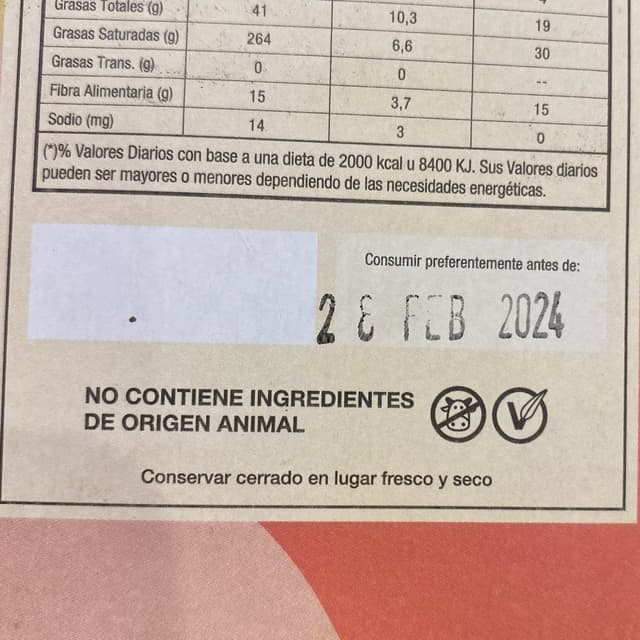 Grasas Totales (g) 41 10,3 19
Grasas Saturadas (g) 264 6,6 30
Grasas Trans. (g) 0 0 --
Fibra Alimentaria (g) 15 3,7 15
Sodio (mg) 14 3 0
(*)% Valores Diarios con base a una dieta de 2000 kcal u 8400 KJ. Sus Valores diarios
pueden ser mayores o menores dependiendo de las necesidades energéticas.
Consumir preferentemente antes de:
28 FEB 2024
NO CONTIENE INGREDIENTES
DE ORIGEN ANIMAL
Conservar cerrado en lugar fresco y seco